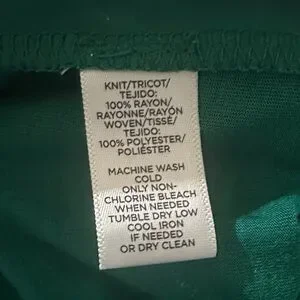 KNIT/TRICOT/
TEJIDO:
100% RAYON/
RAYONNE/RAYÓN
WOVEN/TISSÉ/
TEJIDO:
100% POLYESTER/
POLIÉSTER
MACHINE WASH
COLD
ONLY NON-
CHLORINE BLEACH
WHEN NEEDED
TUMBLE DRY LOW
COOL IRON
IF NEEDED
OR DRY CLEAN